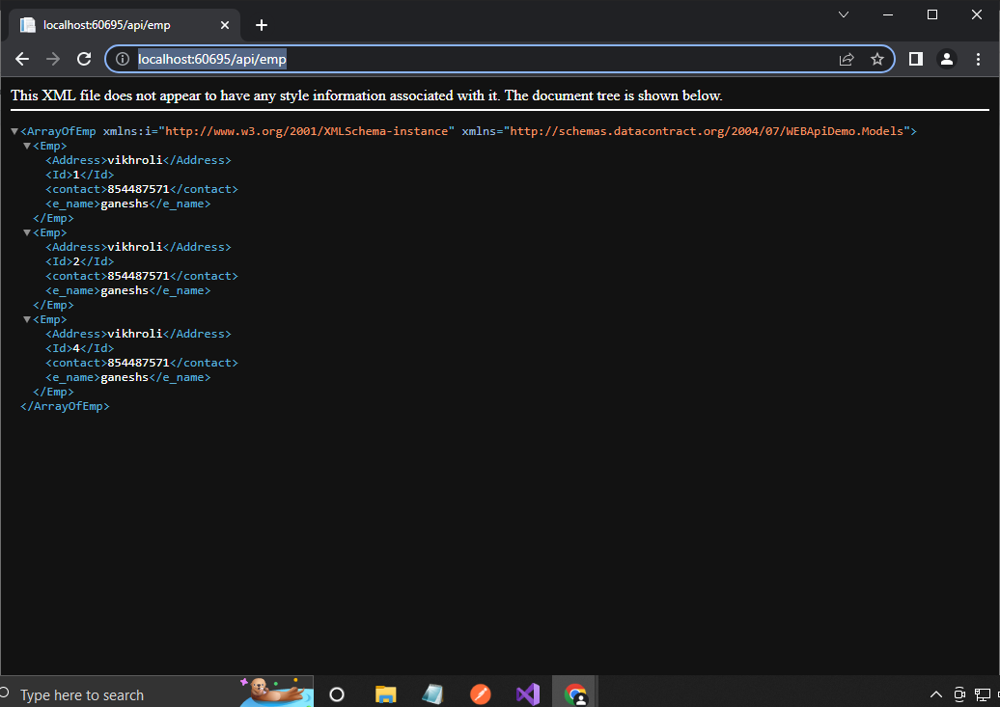 localhost:60695/api/emp
localhost:60695/api/emp
This XML file does not appear to have any style information associated with it. The document tree is shown below.
<ArrayOfEmp xmlns:i="http://www.w3.org/2001/XMLSchema-instance" xmlns="http://schemas.datacontract.org/2004/07/WEBApiDemo.Models">
<Emp>
<Address>vikhroli</Address>
<Id>1</Id>
<contact>854487571</contact>
<e_name>ganeshs</e_name>
</Emp>
<Emp>
<Address>vikhroli</Address>
<Id>2</Id>
<contact>854487571</contact>
<e_name>ganeshs</e_name>
</Emp>
<Emp>
<Address>vikhroli</Address>
<Id>4</Id>
<contact>854487571</contact>
<e_name>ganeshs</e_name>
</Emp>
</ArrayOfEmp>
Type here to search